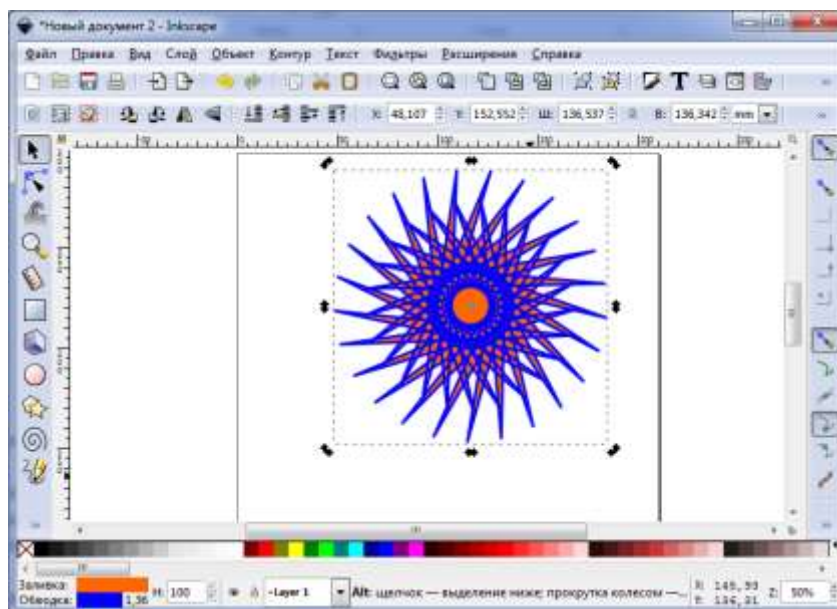 *Новый документ 2 - Inkscape
Файл Правка Вид Слой Объект Контур Текст Фильтры Расширения Справка
X: 48,107 Y: 152,552 Ш: 136,537 В: 136,342 mm
Заливка:
Обводка: 1,36 Н: 100 -Layer 1 Alt: щелчок — выделение ниже; прокрутка колесом —... X: 149,99 Y: 136,31 Z: 50%